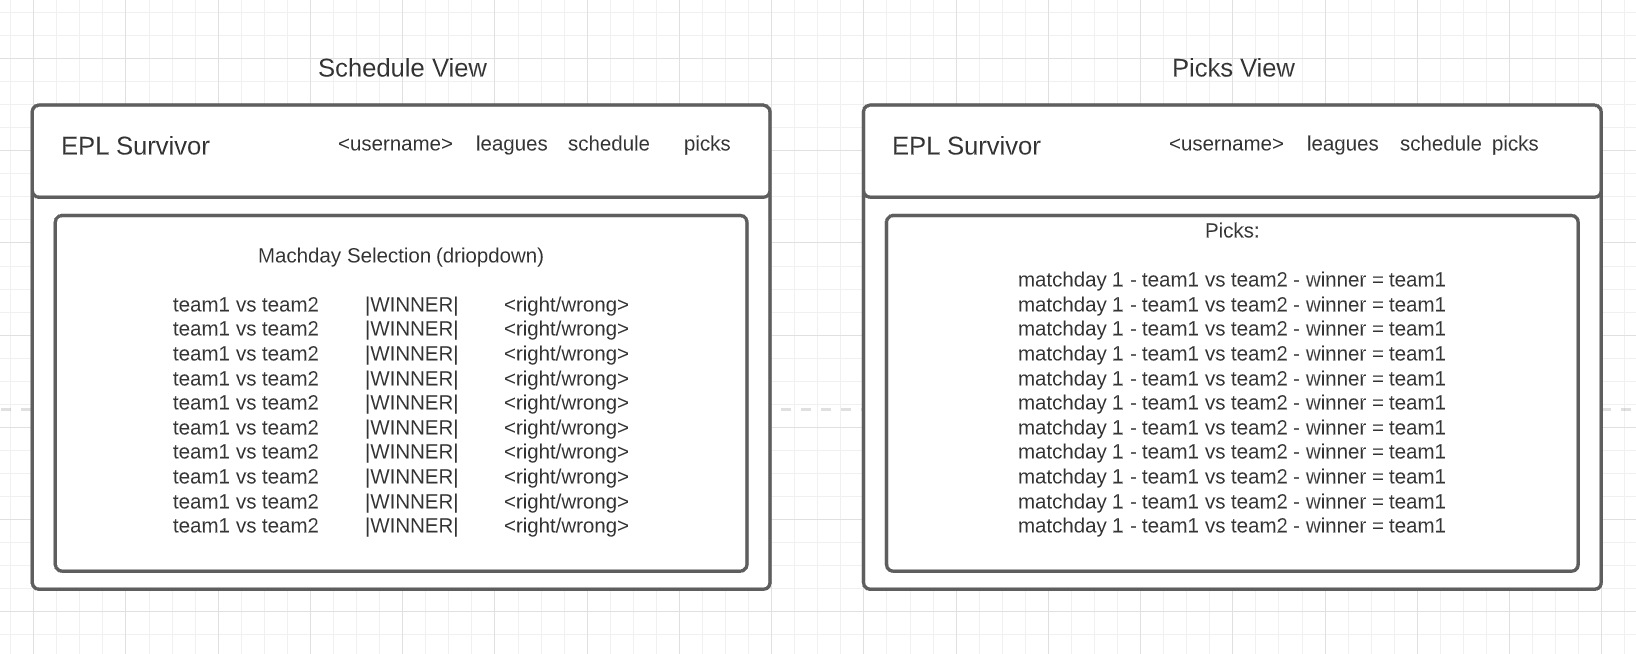 Schedule View
EPL Survivor
<username> leagues schedule picks
Machday Selection (driopdown)
team1 vs team2 |WINNER| <right/wrong>
team1 vs team2 |WINNER| <right/wrong>
team1 vs team2 |WINNER| <right/wrong>
team1 vs team2 |WINNER| <right/wrong>
team1 vs team2 |WINNER| <right/wrong>
team1 vs team2 |WINNER| <right/wrong>
team1 vs team2 |WINNER| <right/wrong>
team1 vs team2 |WINNER| <right/wrong>
team1 vs team2 |WINNER| <right/wrong>
team1 vs team2 |WINNER| <right/wrong>
Picks View
EPL Survivor
<username> leagues schedule picks
Picks:
matchday 1 - team1 vs team2 - winner = team1
matchday 1 - team1 vs team2 - winner = team1
matchday 1 - team1 vs team2 - winner = team1
matchday 1 - team1 vs team2 - winner = team1
matchday 1 - team1 vs team2 - winner = team1
matchday 1 - team1 vs team2 - winner = team1
matchday 1 - team1 vs team2 - winner = team1
matchday 1 - team1 vs team2 - winner = team1
matchday 1 - team1 vs team2 - winner = team1
matchday 1 - team1 vs team2 - winner = team1
matchday 1 - team1 vs team2 - winner = team1